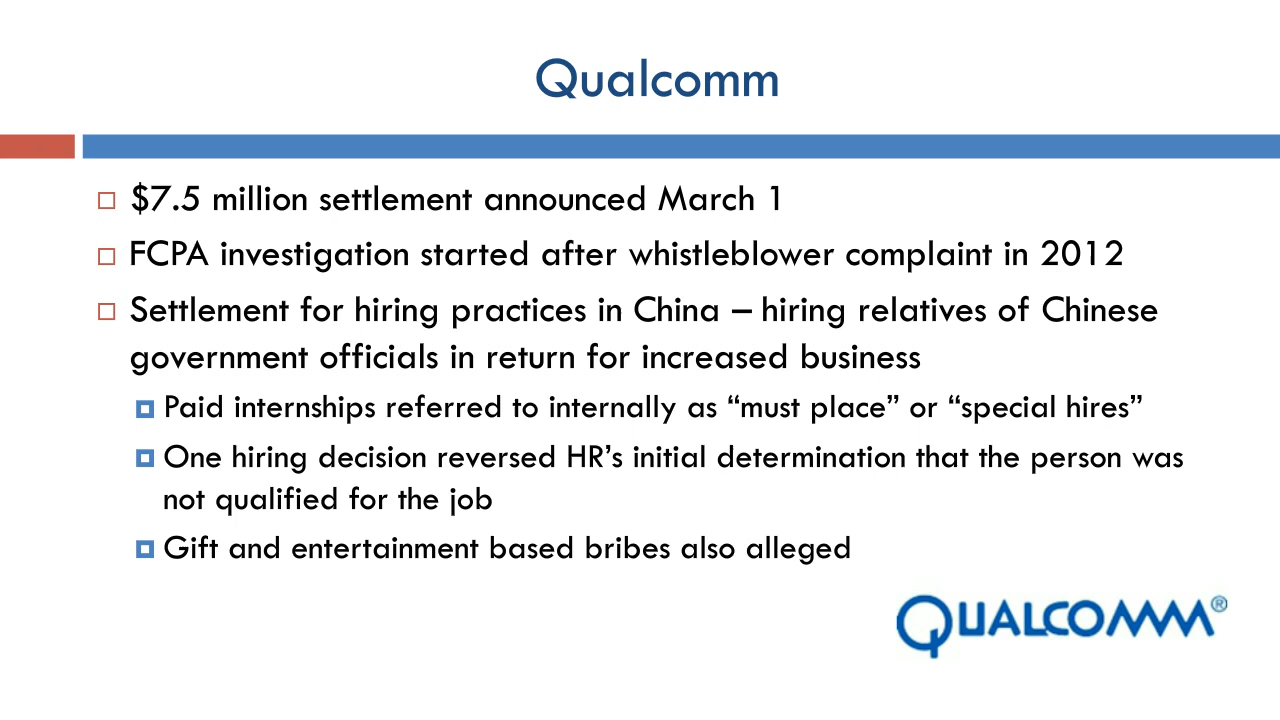 Qualcomm
$7.5 million settlement announced March 1
FCPA investigation started after whistleblower complaint in 2012
Settlement for hiring practices in China – hiring relatives of Chinese
government officials in return for increased business
Paid internships referred to internally as “must place” or “special hires”
One hiring decision reversed HR’s initial determination that the person was
not qualified for the job
Gift and entertainment based bribes also alleged
QUALCOMM®